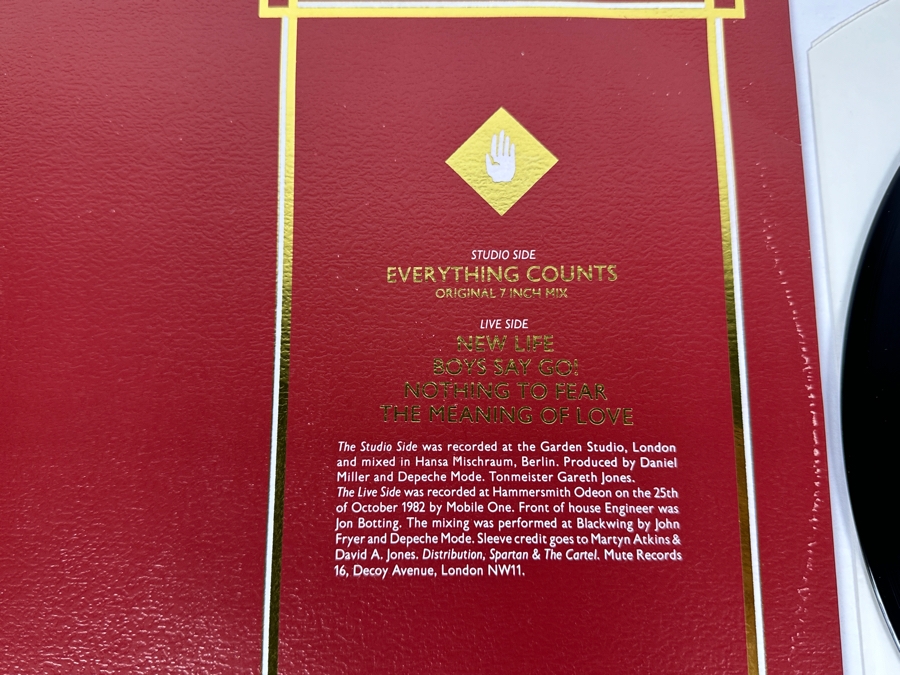 STUDIO SIDE
EVERYTHING COUNTS
ORIGINAL 7 INCH MIX
LIVE SIDE
NEW LIFE
BOYS SAY GO!
NOTHING TO FEAR
THE MEANING OF LOVE
The Studio Side was recorded at the Garden Studio, London
and mixed in Hansa Mischraum, Berlin. Produced by Daniel
Miller and Depeche Mode. Tonmeister Gareth Jones.
The Live Side was recorded at Hammersmith Odeon on the 25th
of October 1982 by Mobile One. Front of house Engineer was
Jon Botting. The mixing was performed at Blackwing by John
Fryer and Depeche Mode. Sleeve credit goes to Martyn Atkins &
David A. Jones. Distribution, Spartan & The Cartel. Mute Records
16, Decoy Avenue, London NW11.